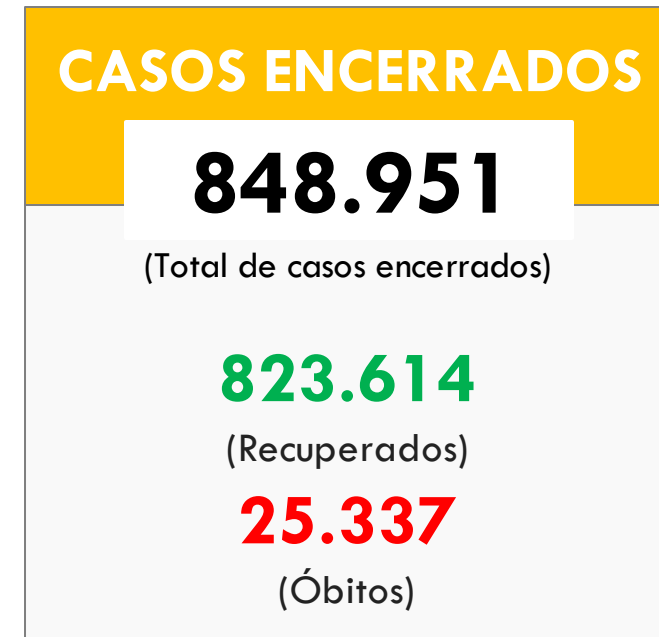 CASOS ENCERRADOS
848.951
(Total de casos encerrados)
823.614
(Recuperados)
25.337
(Óbitos)